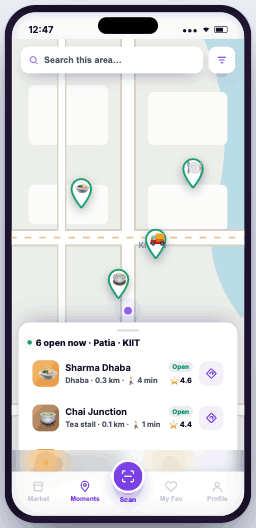 12:47
Search this area...
6 open now · Patia · KIIT
Sharma Dhaba
Open
Dhaba · 0.3 km · 4 min
4.6
Chai Junction
Open
Tea stall · 0.1 km · 1 min
4.4
Market
Moments
Scan
My Fav
Profile